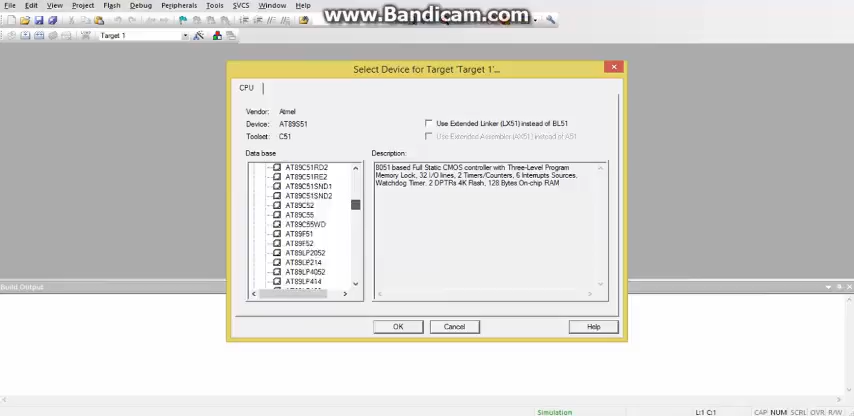 File Edit View Project Flash Debug Peripherals Tools SVCS Window Help
www.Bandicam.com
Target 1
Select Device for Target 'Target 1'...
CPU
Vendor: Atmel
Device: AT89S51
Toolset: C51
Use Extended Linker (LX51) instead of BL51
Use Extended Assembler (AX51) instead of A51
Data base
Description:
AT89C51RD2
AT89C51RE2
AT89C51SND1
AT89C51SND2
AT89C52
AT89C55
AT89C55WD
AT89F51
AT89F52
AT89LP2052
AT89LP214
AT89LP4052
AT89LP414
8051 based Full Static CMOS controller with Three-Level Program
Memory Lock, 32 I/O lines, 2 Timers/Counters, 6 Interrupts Sources,
Watchdog Timer, 2 DPTRs 4K Flash, 128 Bytes On-chip RAM
OK
Cancel
Help
Build Output
Simulation
L:1 C:1
CAP NUM SCRL OVR R/W